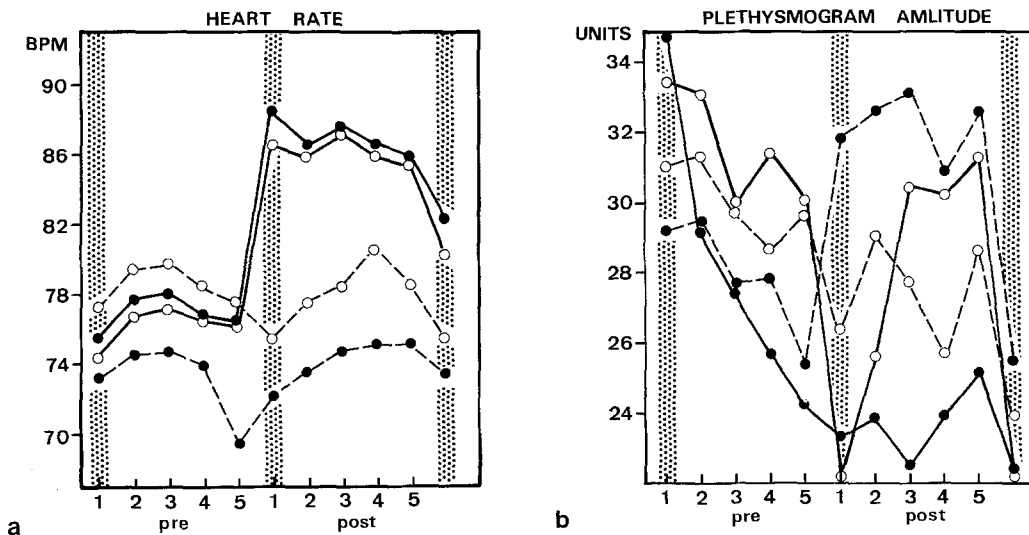 HEART RATE
BPM
90
86
82
78
74
70
1 2 3 4 5 1 2 3 4 5
pre post
a
PLETHYSMOGRAM AMLITUDE
UNITS
34
32
30
28
26
24
1 2 3 4 5 1 2 3 4 5
pre post
b